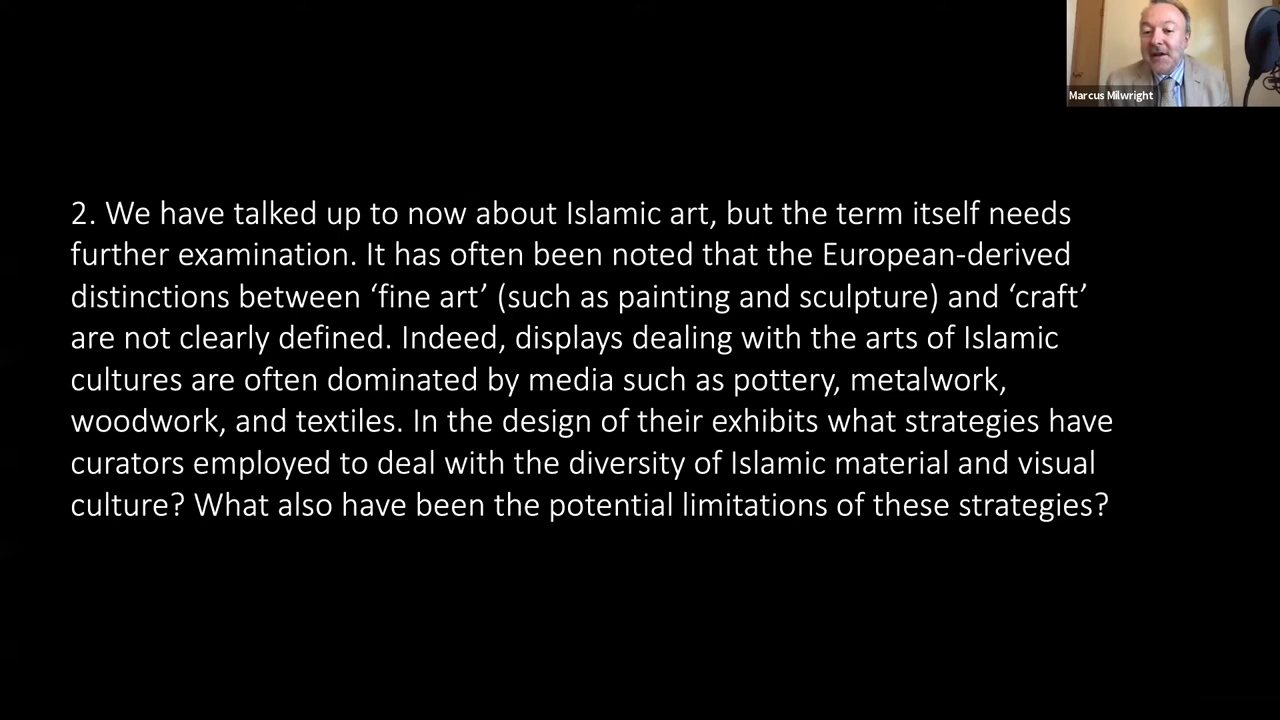 Marcus Milwright
2. We have talked up to now about Islamic art, but the term itself needs
further examination. It has often been noted that the European-derived
distinctions between ‘fine art’ (such as painting and sculpture) and ‘craft’
are not clearly defined. Indeed, displays dealing with the arts of Islamic
cultures are often dominated by media such as pottery, metalwork,
woodwork, and textiles. In the design of their exhibits what strategies have
curators employed to deal with the diversity of Islamic material and visual
culture? What also have been the potential limitations of these strategies?